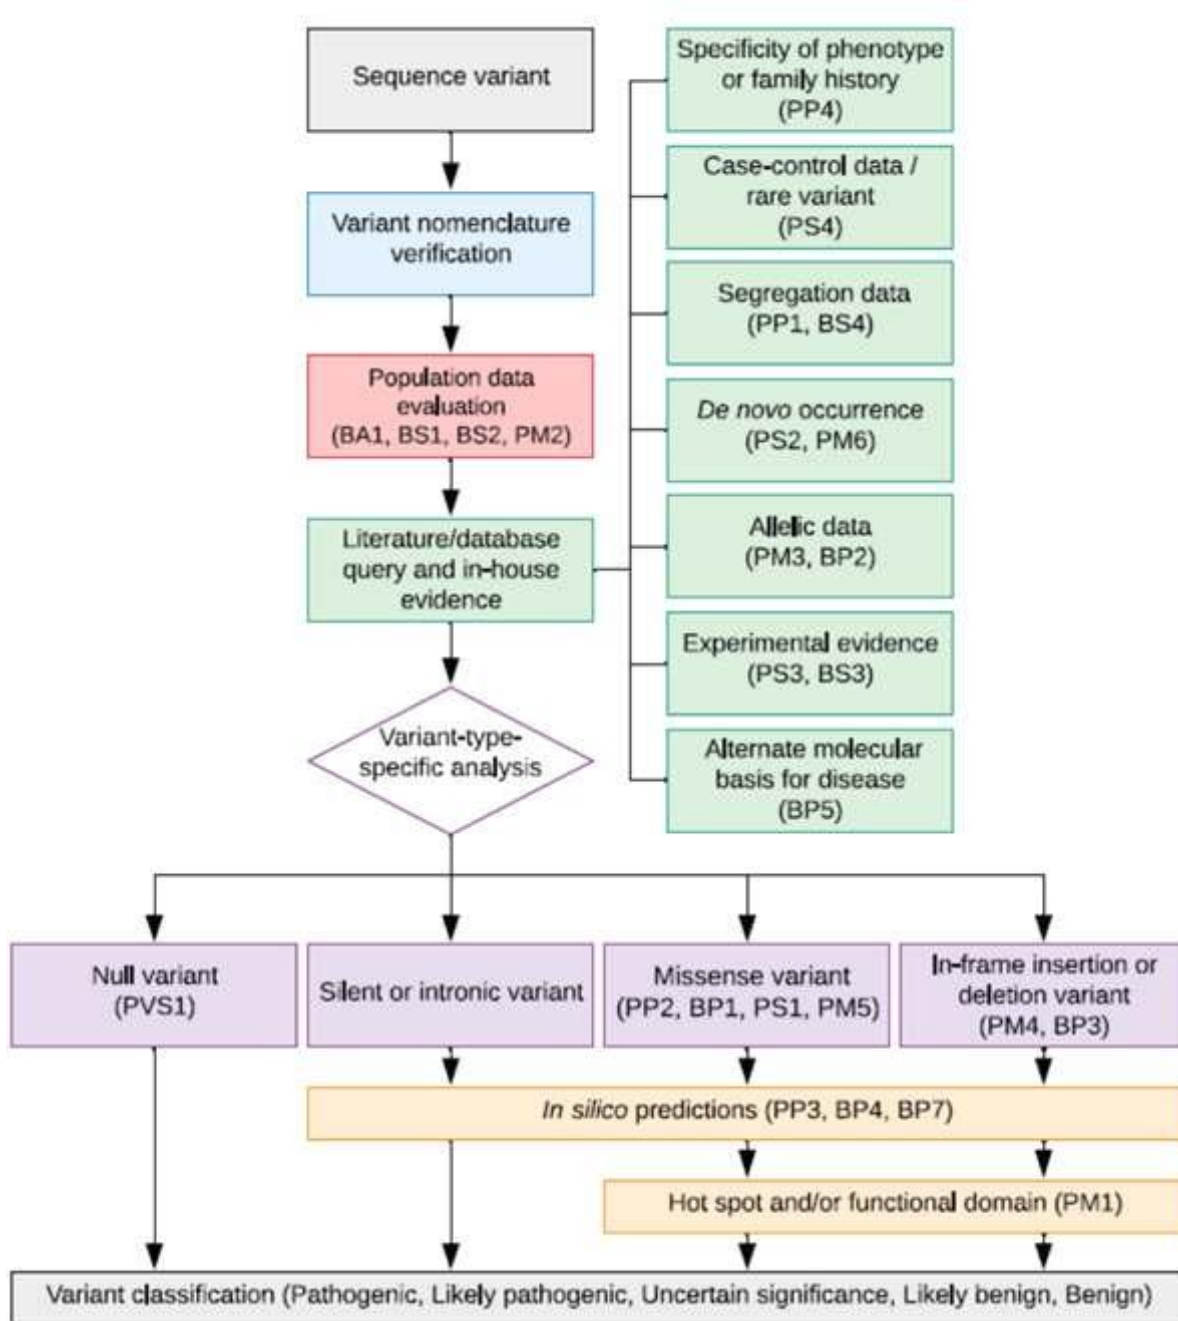 Sequence variant
Variant nomenclature
verification
Population data
evaluation
(BA1, BS1, BS2, PM2)
Literature/database
query and in-house
evidence
Variant-type-
specific analysis
Specificity of phenotype
or family history
(PP4)
Case-control data /
rare variant
(PS4)
Segregation data
(PP1, BS4)
De novo occurrence
(PS2, PM6)
Allelic data
(PM3, BP2)
Experimental evidence
(PS3, BS3)
Alternate molecular
basis for disease
(BP5)
Null variant
(PVS1)
Silent or intronic variant
Missense variant
(PP2, BP1, PS1, PM5)
In-frame insertion or
deletion variant
(PM4, BP3)
In silico predictions (PP3, BP4, BP7)
Hot spot and/or functional domain (PM1)
Variant classification (Pathogenic, Likely pathogenic, Uncertain significance, Likely benign, Benign)